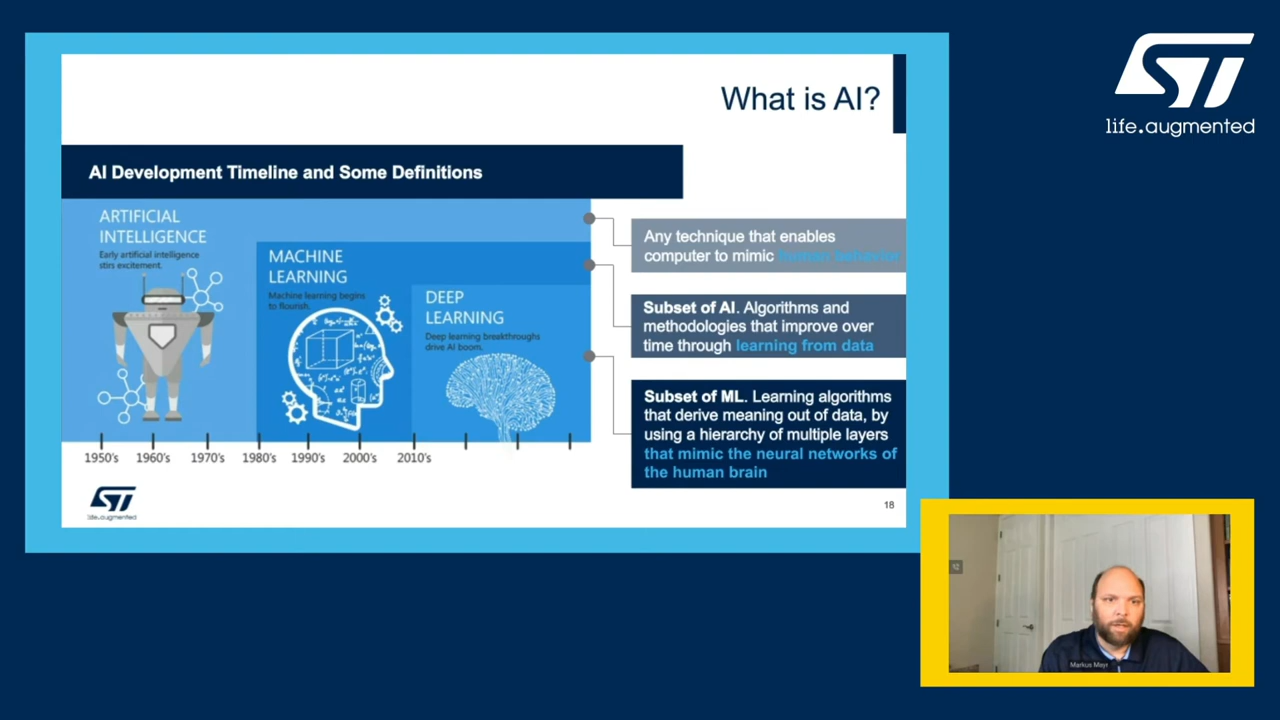 What is AI?
AI Development Timeline and Some Definitions
ARTIFICIAL
INTELLIGENCE
Early artificial intelligence
stirs excitement.
MACHINE
LEARNING
Machine learning begins
to flourish.
DEEP
LEARNING
Deep learning breakthroughs
drive AI boom.
1950's 1960's 1970's 1980's 1990's 2000's 2010's
Any technique that enables
computer to mimic human behavior
Subset of AI. Algorithms and
methodologies that improve over
time through learning from data
Subset of ML. Learning algorithms
that derive meaning out of data, by
using a hierarchy of multiple layers
that mimic the neural networks of
the human brain
ST
life.augmented
18
ST
life.augmented
Markus Mayr